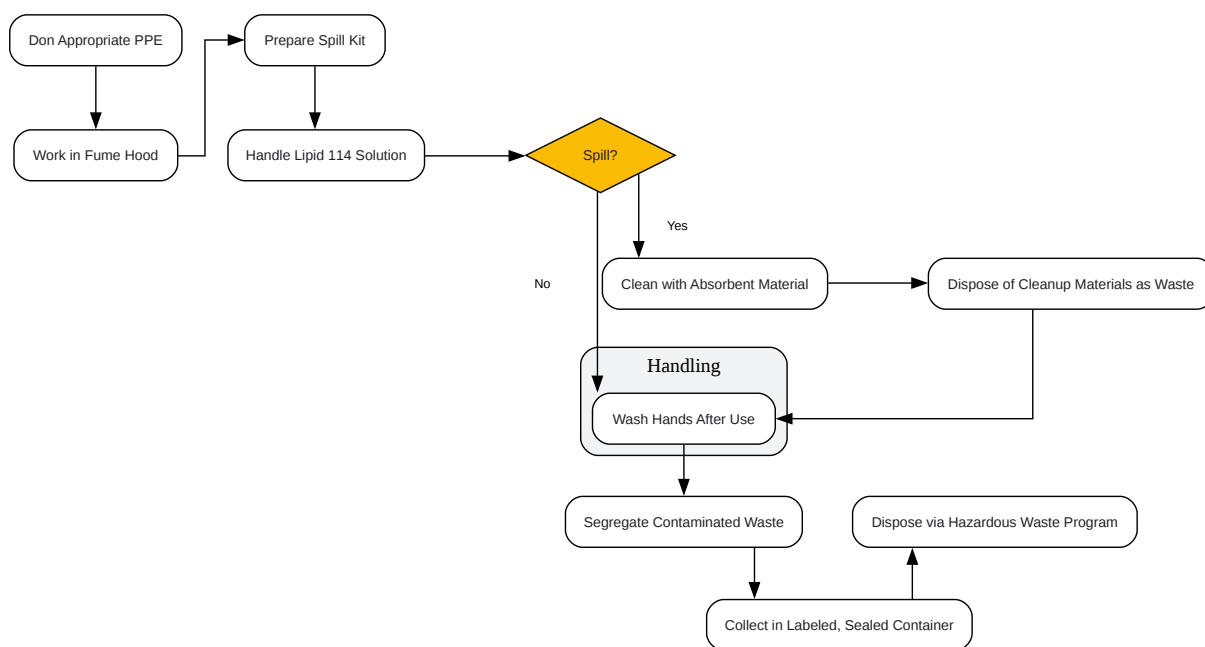 Don Appropriate PPE
Prepare Spill Kit
Work in Fume Hood
Handle Lipid 114 Solution
Spill?
Yes
No
Clean with Absorbent Material
Dispose of Cleanup Materials as Waste
Handling
Wash Hands After Use
Segregate Contaminated Waste
Dispose via Hazardous Waste Program
Collect in Labeled, Sealed Container